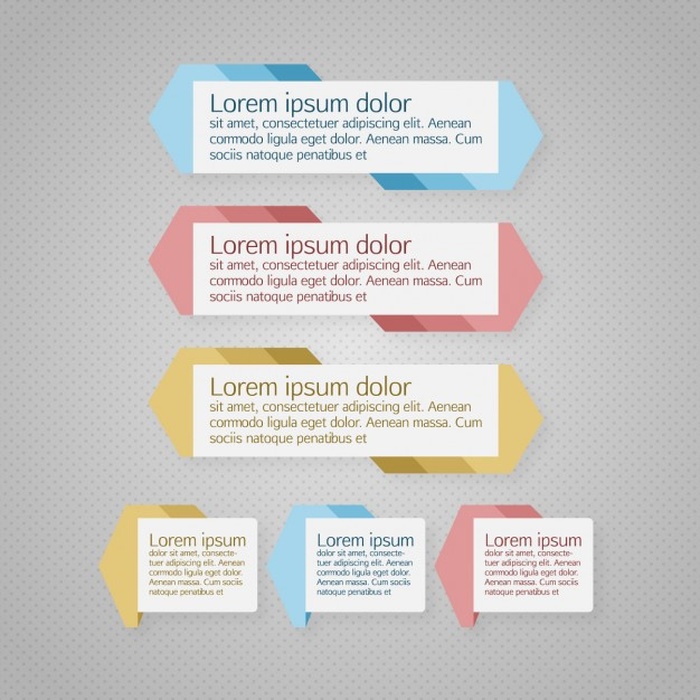 Lorem ipsum dolor
sit amet, consectetuer adipiscing elit. Aenean
commodo ligula eget dolor. Aenean massa. Cum
sociis natoque penatibus et
Lorem ipsum dolor
sit amet, consectetuer adipiscing elit. Aenean
commodo ligula eget dolor. Aenean massa. Cum
sociis natoque penatibus et
Lorem ipsum dolor
sit amet, consectetuer adipiscing elit. Aenean
commodo ligula eget dolor. Aenean massa. Cum
sociis natoque penatibus et
Lorem ipsum
dolor sit amet, consecte-
tuer adipiscing elit. Aenean
commodo ligula eget dolor.
Aenean massa. Cum sociis
natoque penatibus et
Lorem ipsum
dolor sit amet, consecte-
tuer adipiscing elit. Aenean
commodo ligula eget dolor.
Aenean massa. Cum sociis
natoque penatibus et
Lorem ipsum
dolor sit amet, consecte-
tuer adipiscing elit. Aenean
commodo ligula eget dolor.
Aenean massa. Cum sociis
natoque penatibus et